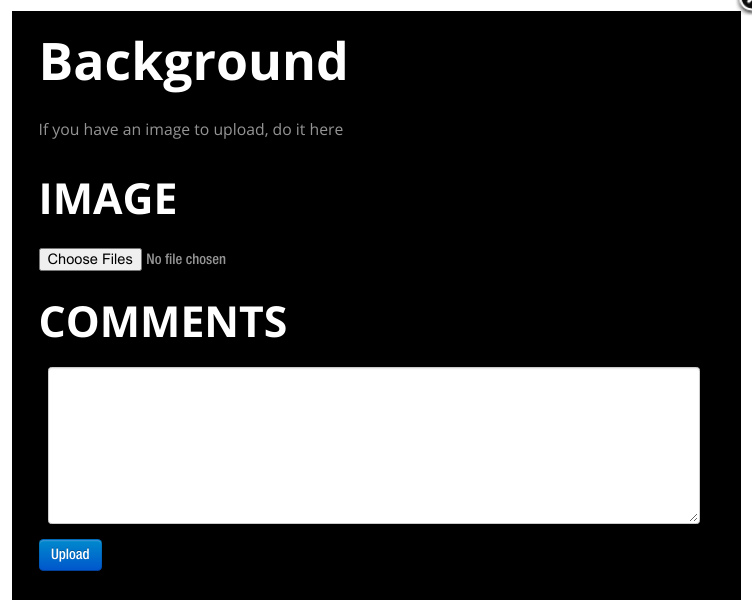 Background
If you have an image to upload, do it here
IMAGE
Choose Files No file chosen
COMMENTS
Upload